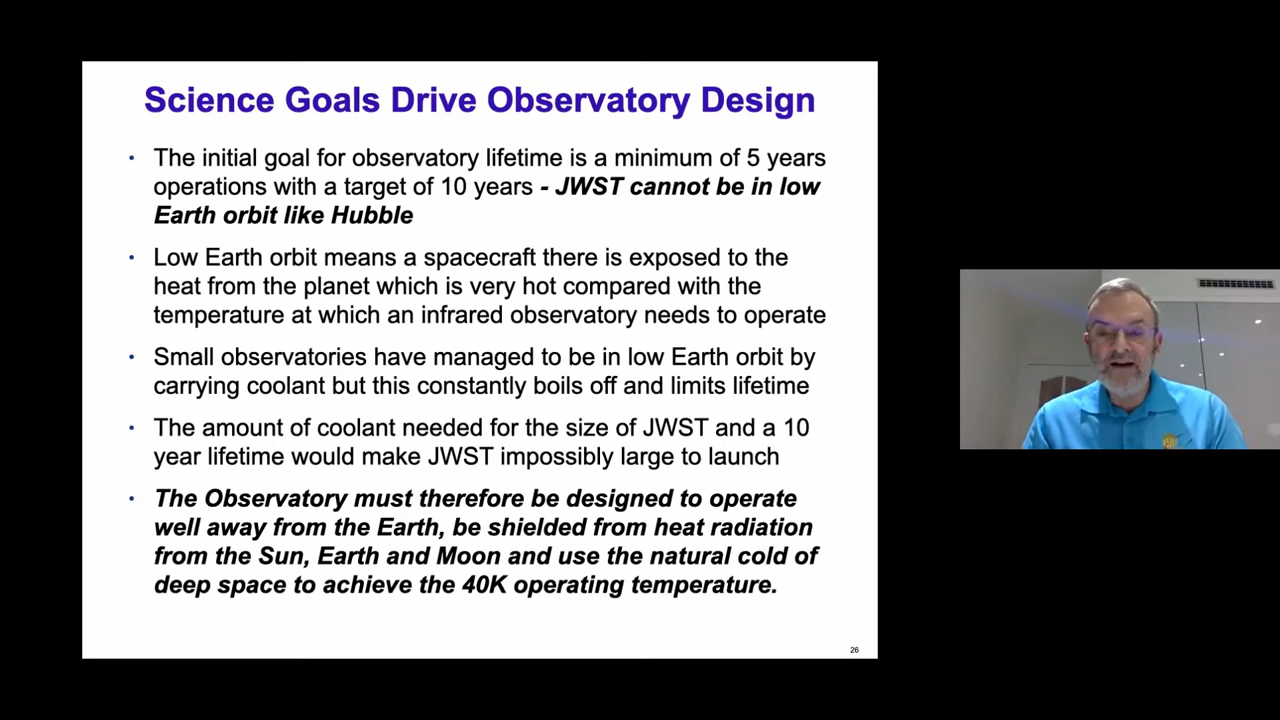 Science Goals Drive Observatory Design
• The initial goal for observatory lifetime is a minimum of 5 years
operations with a target of 10 years - JWST cannot be in low
Earth orbit like Hubble
• Low Earth orbit means a spacecraft there is exposed to the
heat from the planet which is very hot compared with the
temperature at which an infrared observatory needs to operate
• Small observatories have managed to be in low Earth orbit by
carrying coolant but this constantly boils off and limits lifetime
• The amount of coolant needed for the size of JWST and a 10
year lifetime would make JWST impossibly large to launch
• The Observatory must therefore be designed to operate
well away from the Earth, be shielded from heat radiation
from the Sun, Earth and Moon and use the natural cold of
deep space to achieve the 40K operating temperature.
26